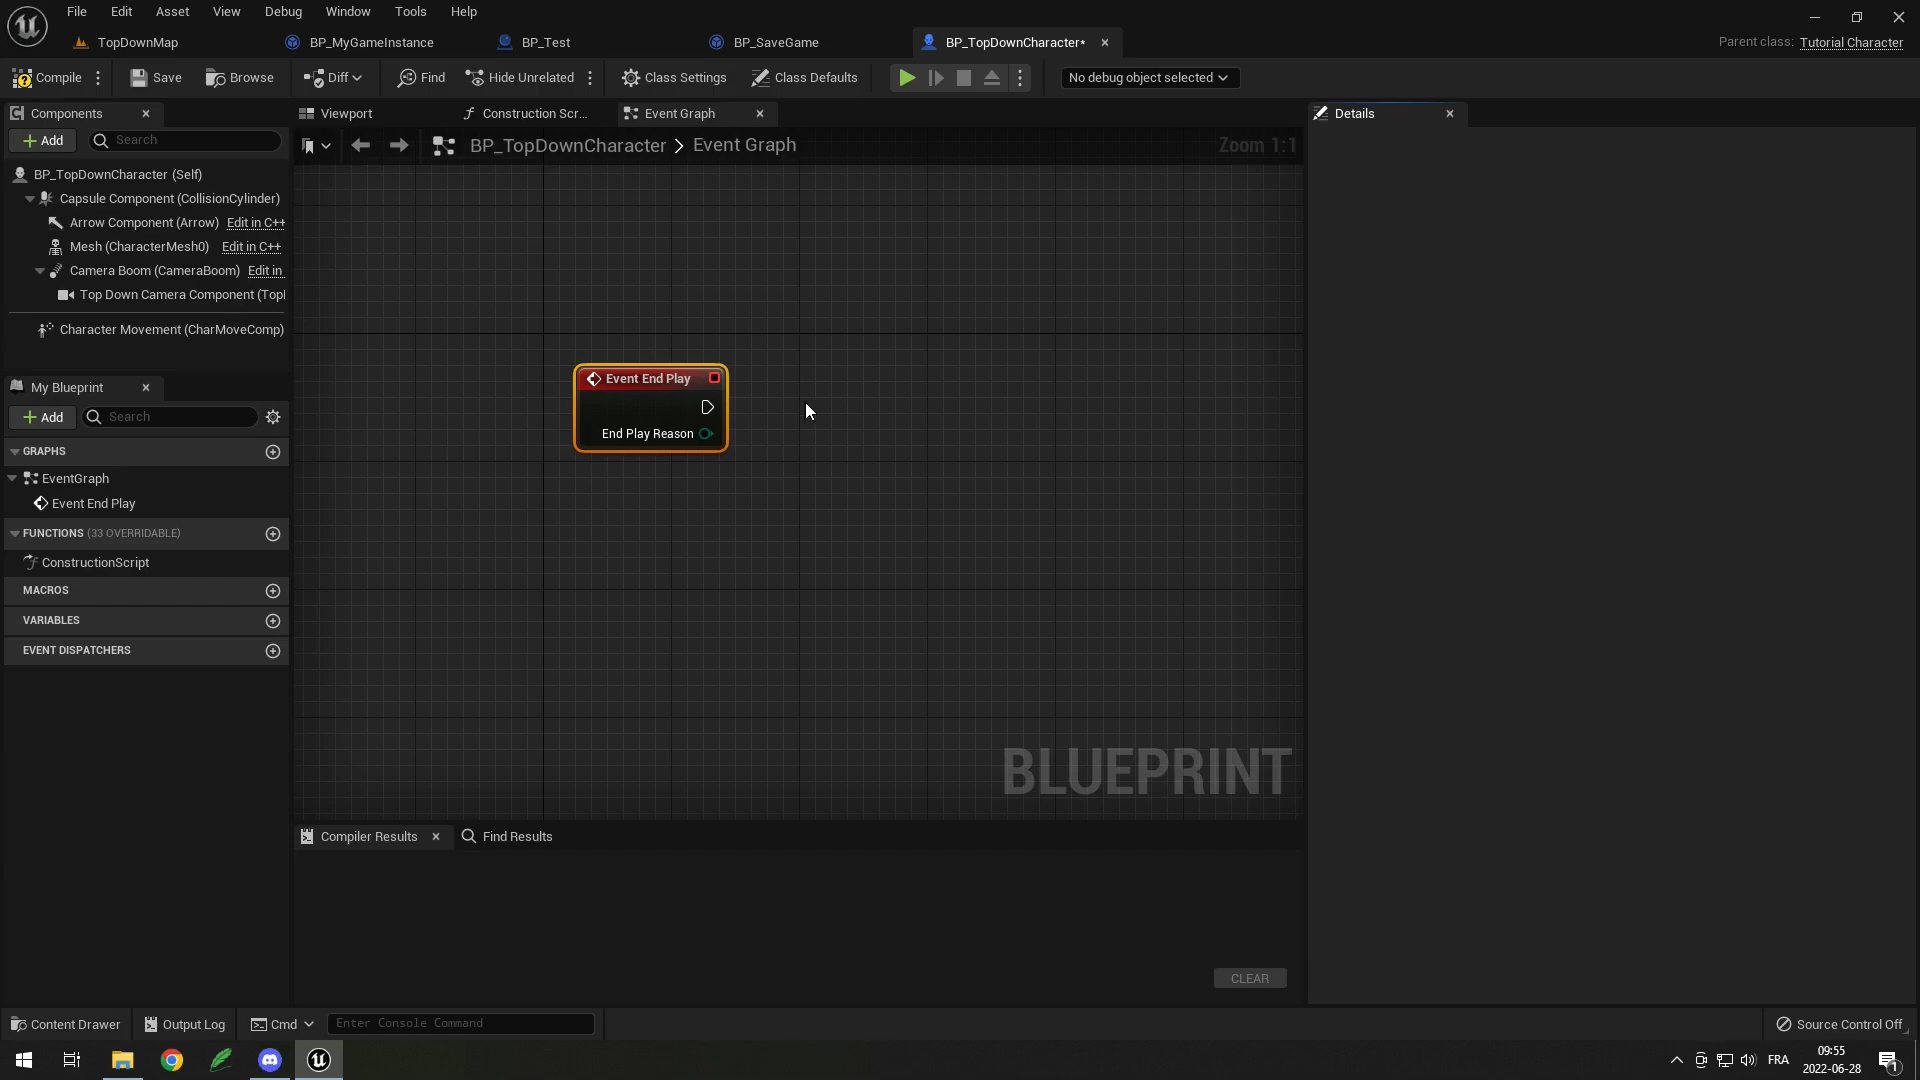 File Edit Asset View Debug Window Tools Help
TopDownMap BP_MyGameInstance BP_Test BP_SaveGame BP_TopDownCharacter*
Parent class: Tutorial Character
Compile Save Browse Diff Find Hide Unrelated Class Settings Class Defaults No debug object selected
Components
Viewport Construction Scr... Event Graph
Details
Add Search
BP_TopDownCharacter > Event Graph
Zoom 1:1
BP_TopDownCharacter (Self)
Capsule Component (CollisionCylinder)
Arrow Component (Arrow) Edit in C++
Mesh (CharacterMesh0) Edit in C++
Camera Boom (CameraBoom) Edit in
Top Down Camera Component (Top
Character Movement (CharMoveComp)
Event End Play
End Play Reason
My Blueprint
Add Search
GRAPHS
EventGraph
Event End Play
FUNCTIONS (33 OVERRIDABLE)
ConstructionScript
MACROS
VARIABLES
EVENT DISPATCHERS
BLUEPRINT
Compiler Results Find Results
CLEAR
Content Drawer Output Log Cmd Enter Console Command Source Control Off
FRA 09:55
2022-06-28
1